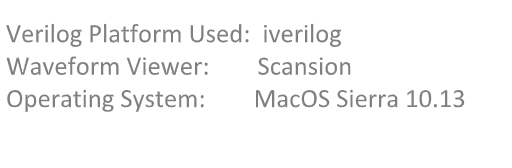 Verilog Platform Used: iverilog
Waveform Viewer: Scansion
Operating System: MacOS Sierra 10.13